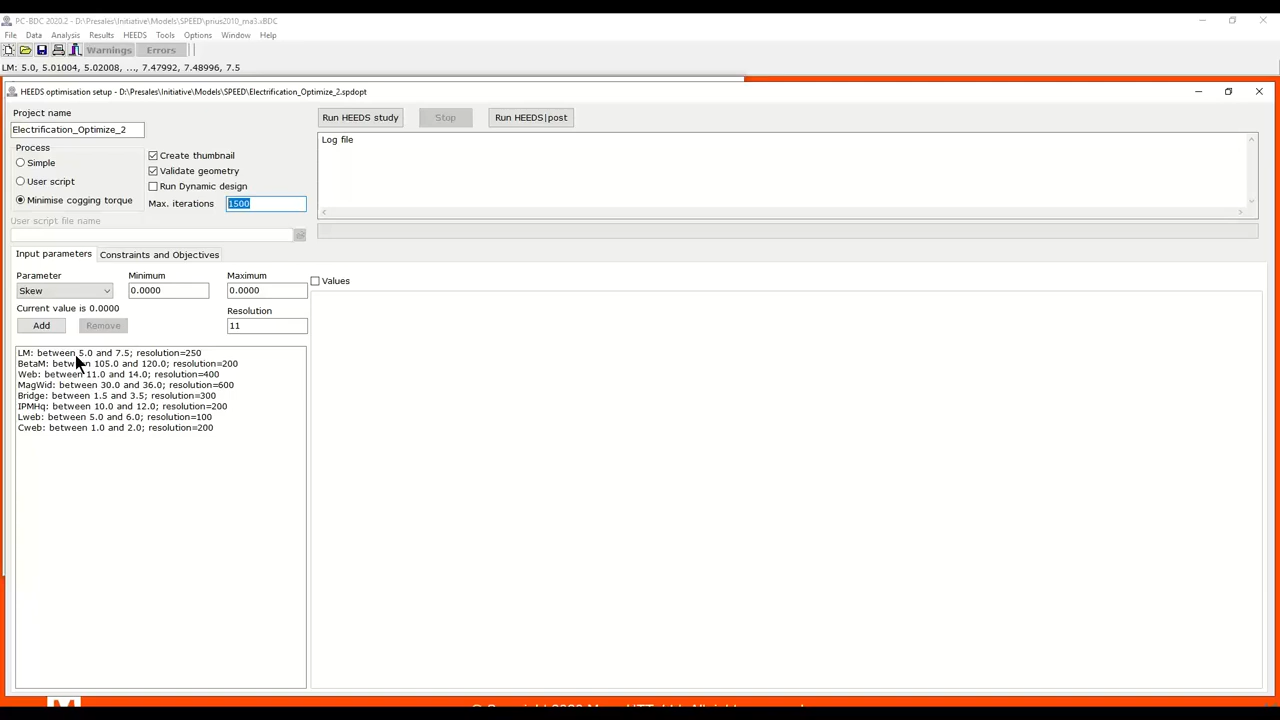 PC-BDC 2020.2 - D:\Presales\Initiative\Models\SPEED\prius2010_ma3.xBDC
File Data Analysis Results HEEDS Tools Options Window Help
Warnings Errors
LM: 5.0, 5.01004, 5.02008, ..., 7.47992, 7.48996, 7.5
HEEDS optimisation setup - D:\Presales\Initiative\Models\SPEED\Electrification_Optimize_2.spdopt
Project name
Electrification_Optimize_2
Process
Simple
User script
Minimise cogging torque
Create thumbnail
Validate geometry
Run Dynamic design
Max. iterations 1500
User script file name
Run HEEDS study Stop Run HEEDS|post
Log file
Input parameters Constraints and Objectives
Parameter Minimum Maximum
Skew 0.0000 0.0000
Current value is 0.0000
Resolution
Add Remove 11
Values
LM: between 5.0 and 7.5; resolution=250
BetaM: between 105.0 and 120.0; resolution=200
Web: between 11.0 and 14.0; resolution=400
MagWid: between 30.0 and 36.0; resolution=600
Bridge: between 1.5 and 3.5; resolution=300
IPMHq: between 10.0 and 12.0; resolution=200
Lweb: between 5.0 and 6.0; resolution=100
Cweb: between 1.0 and 2.0; resolution=200